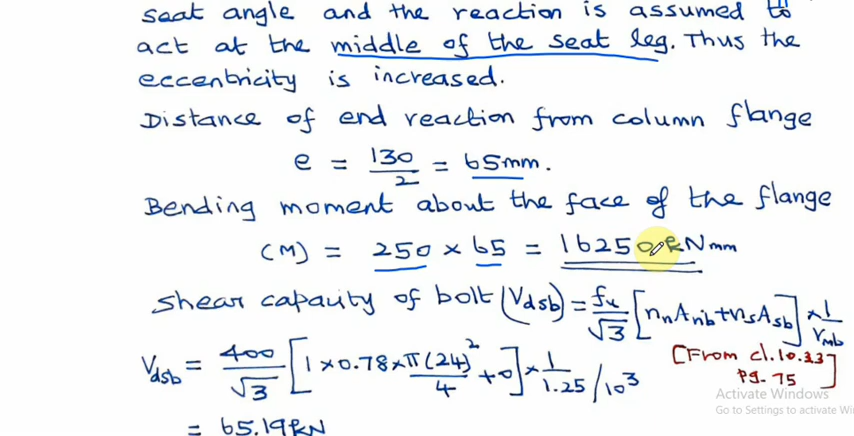 seat angle and the reaction is assumed to
act at the middle of the seat leg. Thus the
eccentricity is increased.
Distance of end reaction from column flange
e = 130/2 = 65mm.
Bending moment about the face of the flange
(M) = 250 × 65 = 16250 kNmm
Shear capacity of bolt (Vdsb) = fu/√3 [nnAnb + nsAsb] × 1/γmb
[From cl. 10.3.3
Pg. 75]
Vdsb = 400/√3 [1 × 0.78 × π(24)²/4 + 0] × 1/1.25 /10³
= 65.19kN
Activate Windows
Go to Settings to activate Wi